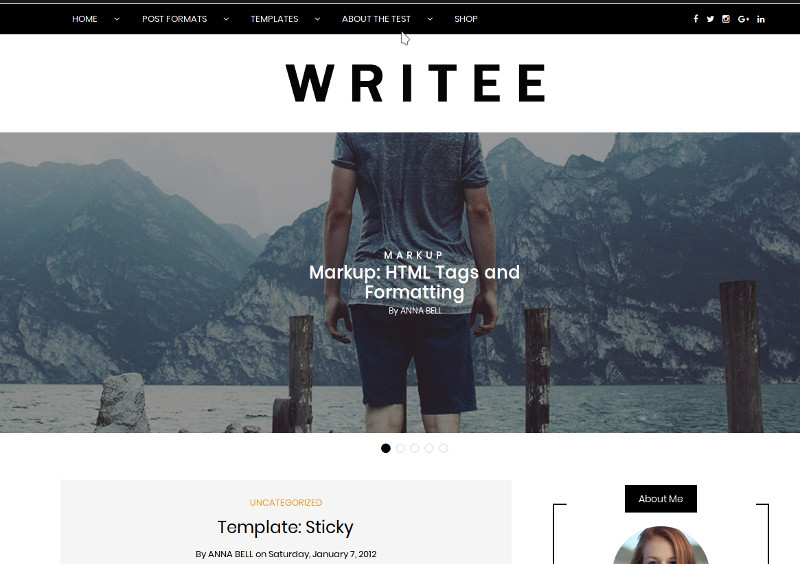 HOME POST FORMATS TEMPLATES ABOUT THE TEST SHOP
WRITEE
MARKUP
Markup: HTML Tags and
Formatting
By ANNA BELL
UNCATEGORIZED
Template: Sticky
By ANNA BELL on Saturday, January 7, 2012
About Me